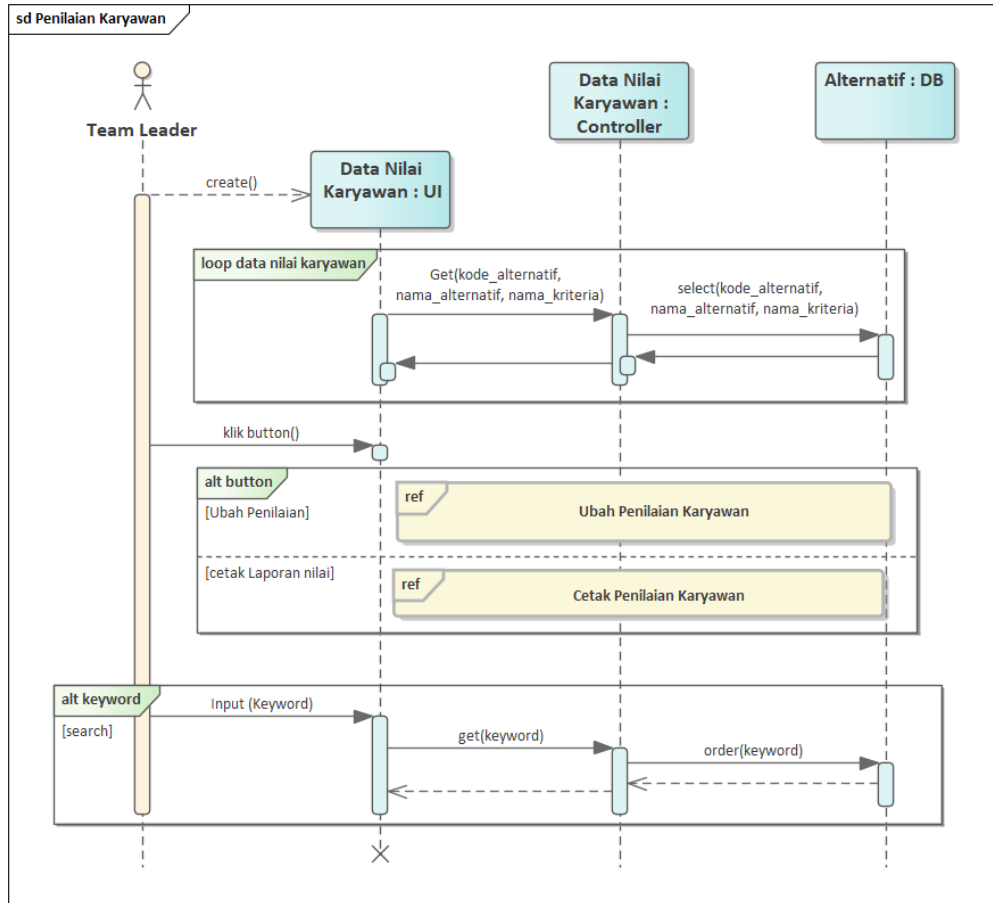 sd Penilaian Karyawan
Team Leader
Data Nilai
Karyawan : UI
Data Nilai
Karyawan :
Controller
Alternatif : DB
create()
loop data nilai karyawan
Get(kode_alternatif,
nama_alternatif, nama_kriteria)
select(kode_alternatif,
nama_alternatif, nama_kriteria)
klik button()
alt button
[Ubah Penilaian]
ref
Ubah Penilaian Karyawan
[cetak Laporan nilai]
ref
Cetak Penilaian Karyawan
alt keyword
[search]
Input (Keyword)
get(keyword)
order(keyword)